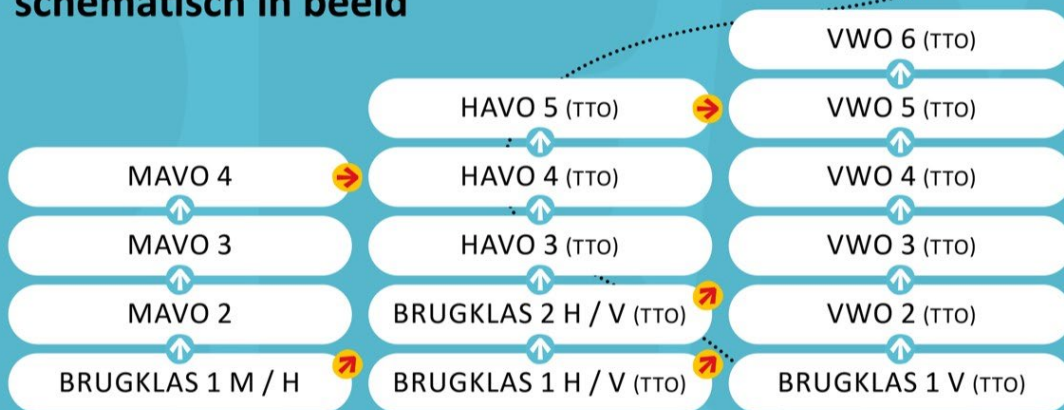 schematisch in beeld
VWO 6 (TTO)
HAVO 5 (TTO)
VWO 5 (TTO)
MAVO 4
HAVO 4 (TTO)
VWO 4 (TTO)
MAVO 3
HAVO 3 (TTO)
VWO 3 (TTO)
MAVO 2
BRUGKLAS 2 H / V (TTO)
VWO 2 (TTO)
BRUGKLAS 1 M / H
BRUGKLAS 1 H / V (TTO)
BRUGKLAS 1 V (TTO)